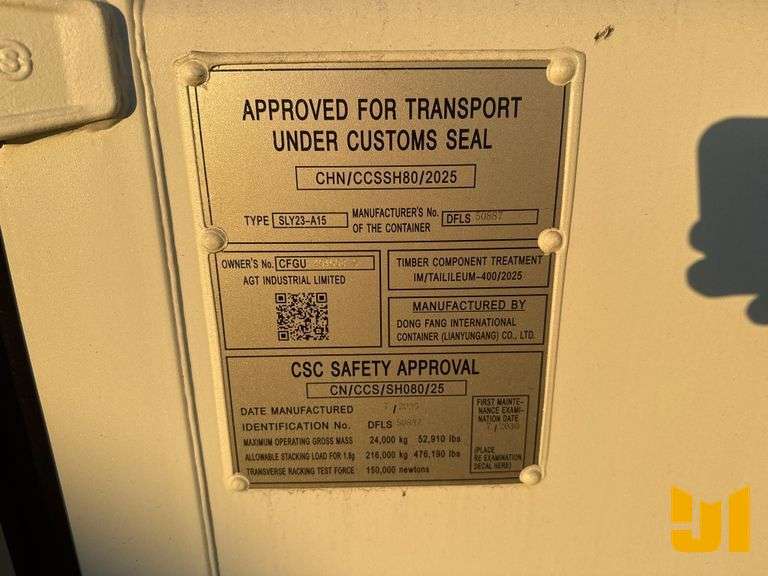 APPROVED FOR TRANSPORT
UNDER CUSTOMS SEAL
CHN/CCSSH80/2025
TYPE SLY23-A15
MANUFACTURER'S No.
OF THE CONTAINER
DFLS 50887
OWNER'S No. CFGU
AGT INDUSTRIAL LIMITED
TIMBER COMPONENT TREATMENT
IM/TAILILEUM-400/2025
MANUFACTURED BY
DONG FANG INTERNATIONAL
CONTAINER (LIANYUNGANG) CO., LTD.
CSC SAFETY APPROVAL
CN/CCS/SH080/25
DATE MANUFACTURED / 2025
IDENTIFICATION No. DFLS 50887
MAXIMUM OPERATING GROSS MASS 24,000 kg 52,910 lbs
ALLOWABLE STACKING LOAD FOR 1.8g 216,000 kg 476,190 lbs
TRANSVERSE RACKING TEST FORCE 150,000 newtons
FIRST MAINTE-
NANCE EXAMI-
NATION DATE
/ 2030
(PLACE
RE EXAMINATION
DECAL HERE)